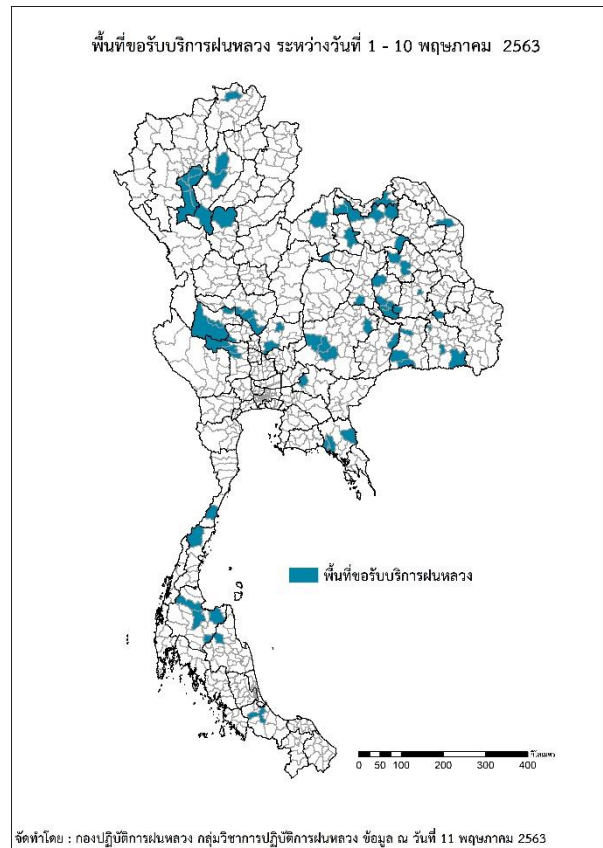 พื้นที่ขอรับบริการฝนหลวง ระหว่างวันที่ 1 - 10 พฤษภาคม 2563
พื้นที่ขอรับบริการฝนหลวง
0 50 100 200 300 400
จัดทำโดย : กองปฏิบัติการฝนหลวง กลุ่มวิชาการปฏิบัติการฝนหลวง ข้อมูล ณ วันที่ 11 พฤษภาคม 2563